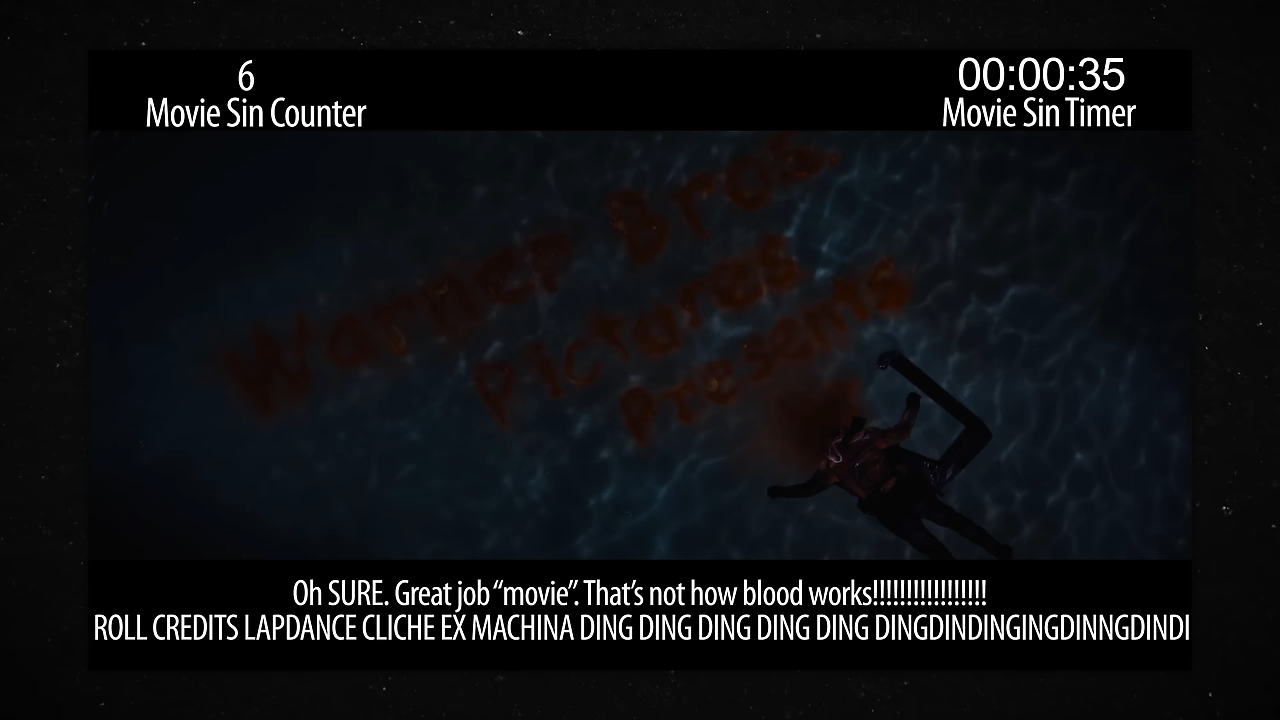 6
Movie Sin Counter
00:00:35
Movie Sin Timer
Warner Bros.
Pictures
Presents
Oh SURE. Great job “movie”. That’s not how blood works!!!!!!!!!!!!!!!!!
ROLL CREDITS LAPDANCE CLICHE EX MACHINA DING DING DING DING DING DINGDINDINGINGDINNGDINDI